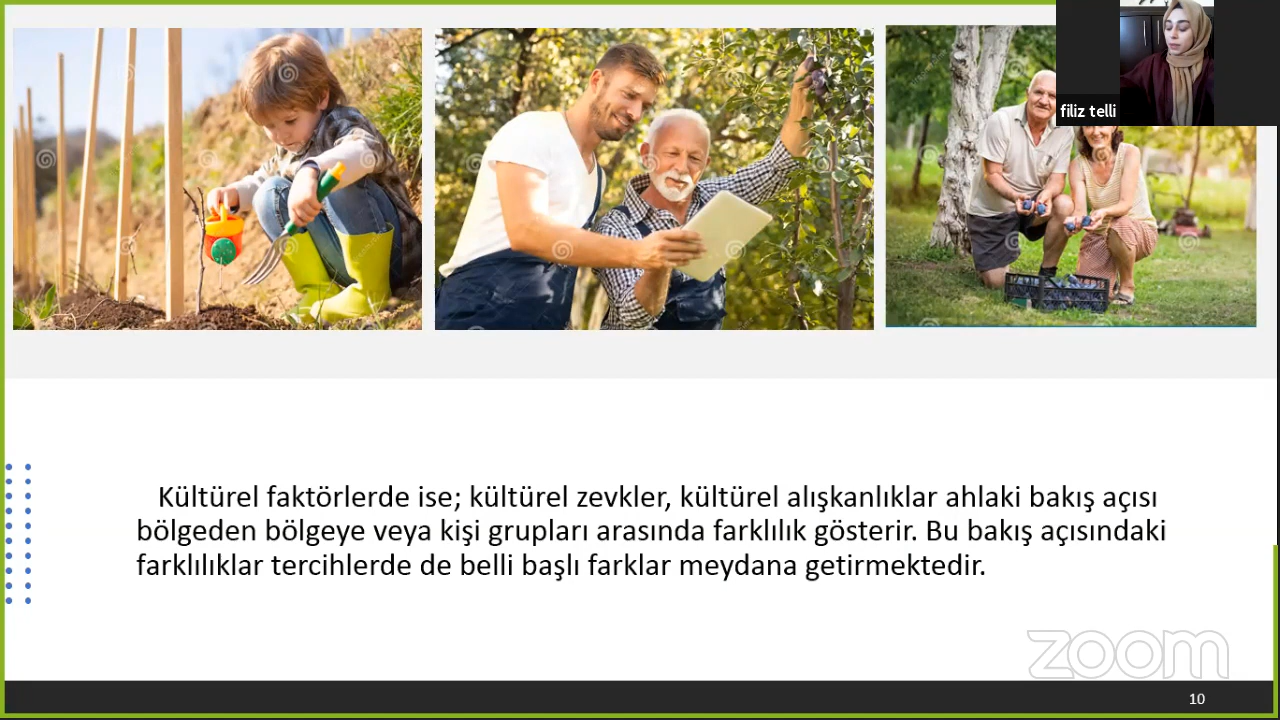 filiz telli
Kültürel faktörlerde ise; kültürel zevkler, kültürel alışkanlıklar ahlaki bakış açısı
bölgeden bölgeye veya kişi grupları arasında farklılık gösterir. Bu bakış açısındaki
farklılıklar tercihlerde de belli başlı farklar meydana getirmektedir.
zoom
10